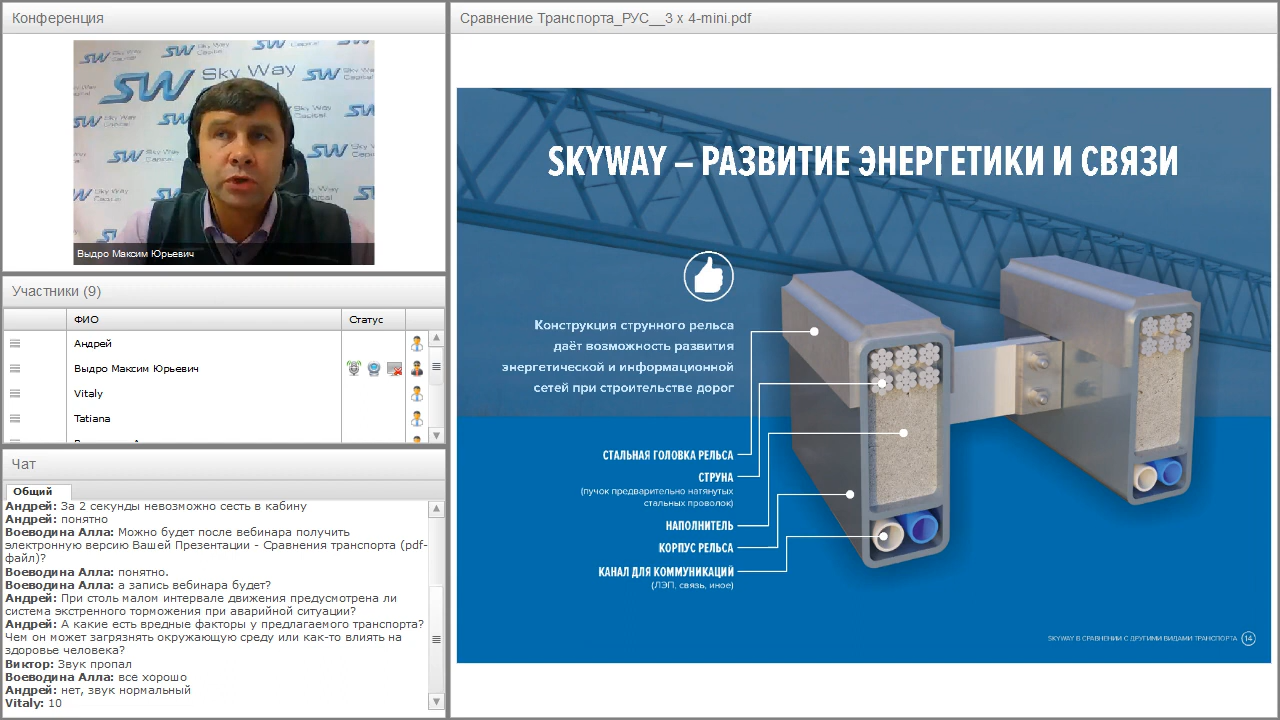 Конференция
SW
Sky Way
Capital
Выдро Максим Юрьевич
Участники (9)
ФИО
Статус
Андрей
Выдро Максим Юрьевич
Vitaly
Tatiana
Чат
Общий
Андрей: За 2 секунды невозможно сесть в кабину
Андрей: понятно
Воеводина Алла: Можно будет после вебинара получить
электронную версию Вашей Презентации - Сравнения транспорта (pdf-
файл)?
Воеводина Алла: понятно.
Воеводина Алла: а запись вебинара будет?
Андрей: При столь малом интервале движения предусмотрена ли
система экстренного торможения при аварийной ситуации?
Андрей: А какие есть вредные факторы у предлагаемого транспорта?
Чем он может загрязнять окружающую среду или как-то влиять на
здоровье человека?
Виктор: Звук пропал
Воеводина Алла: все хорошо
Андрей: нет, звук нормальный
Vitaly: 10
Сравнение Транспорта_РУС__3 х 4-mini.pdf
SKYWAY – РАЗВИТИЕ ЭНЕРГЕТИКИ И СВЯЗИ
Конструкция струнного рельса
даёт возможность развития
энергетической и информационной
сетей при строительстве дорог
СТАЛЬНАЯ ГОЛОВКА РЕЛЬСА
СТРУНА
(пучок предварительно натянутых
стальных проволок)
НАПОЛНИТЕЛЬ
КОРПУС РЕЛЬСА
КАНАЛ ДЛЯ КОММУНИКАЦИЙ
(ЛЭП, связь, иное)
SKYWAY В СРАВНЕНИИ С ДРУГИМИ ВИДАМИ ТРАНСПОРТА 14